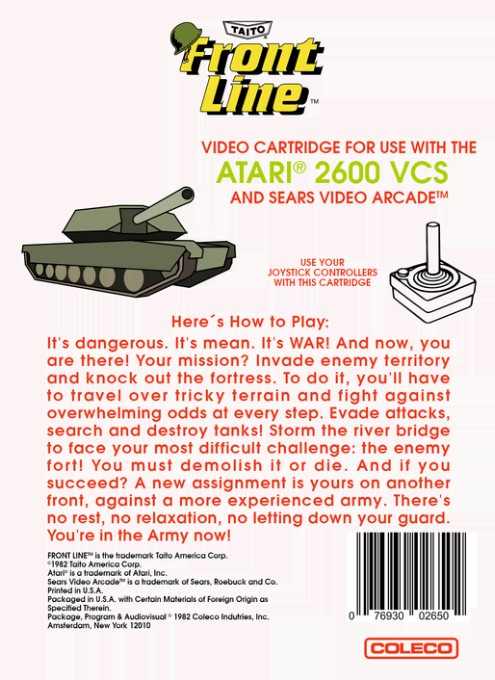 TAITO®
Front
Line™
VIDEO CARTRIDGE FOR USE WITH THE
ATARI® 2600 VCS
AND SEARS VIDEO ARCADE™
USE YOUR
JOYSTICK CONTROLLERS
WITH THIS CARTRIDGE
Here´s How to Play:
It's dangerous. It's mean. It's WAR! And now, you
are there! Your mission? Invade enemy territory
and knock out the fortress. To do it, you'll have
to travel over tricky terrain and fight against
overwhelming odds at every step. Evade attacks,
search and destroy tanks! Storm the river bridge
to face your most difficult challenge: the enemy
fort! You must demolish it or die. And if you
succeed? A new assignment is yours on another
front, against a more experienced army. There's
no rest, no relaxation, no letting down your guard.
You're in the Army now!
FRONT LINE™ is the trademark Taito America Corp.
©1982 Taito America Corp.
Atari® is a trademark of Atari, Inc.
Sears Video Arcade™ is a trademark of Sears, Roebuck and Co.
Printed in U.S.A.
Packaged in U.S.A. with Certain Materials of Foreign Origin as
Specified Therein.
Package, Program & Audiovisual © 1982 Coleco Indutries, Inc.
Amsterdam, New York 12010
0 76930 02650
COLECO